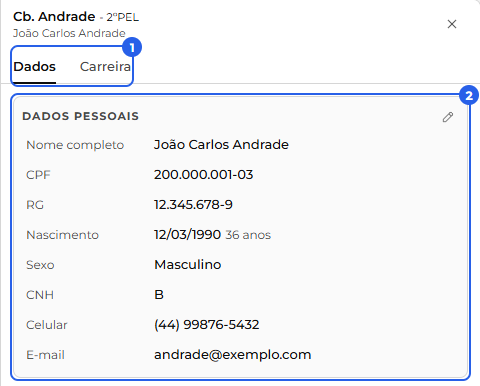 Cb. Andrade - 2ºPEL
João Carlos Andrade
1
Dados Carreira
2
DADOS PESSOAIS
Nome completo João Carlos Andrade
CPF 200.000.001-03
RG 12.345.678-9
Nascimento 12/03/1990 36 anos
Sexo Masculino
CNH B
Celular (44) 99876-5432
E-mail andrade@exemplo.com